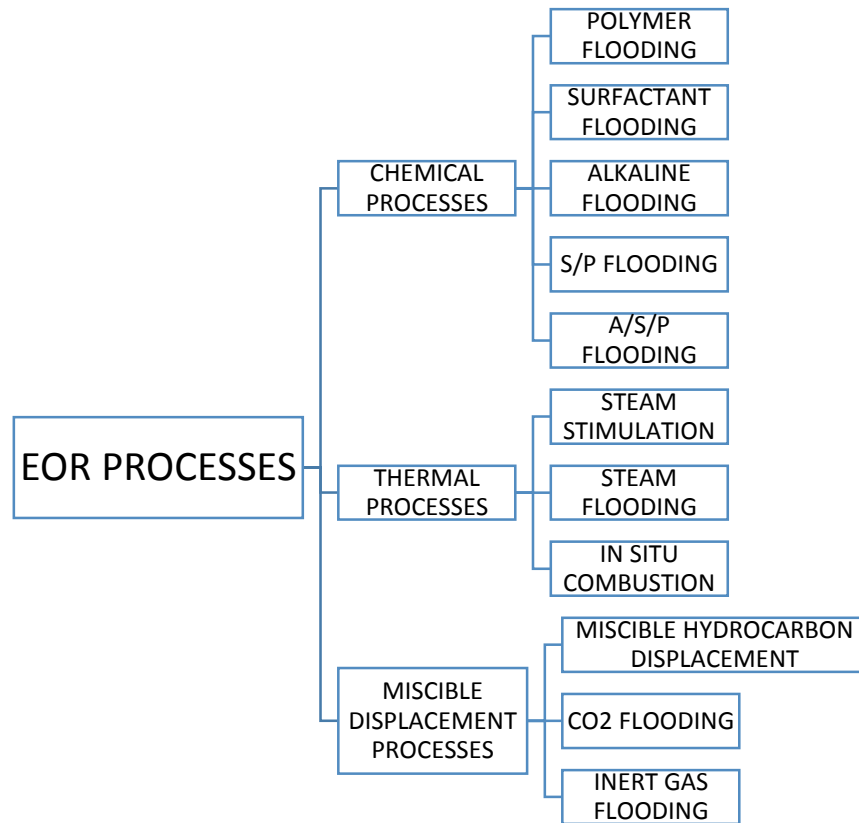 EOR PROCESSES
CHEMICAL
PROCESSES
POLYMER
FLOODING
SURFACTANT
FLOODING
ALKALINE
FLOODING
S/P FLOODING
A/S/P
FLOODING
THERMAL
PROCESSES
STEAM
STIMULATION
STEAM
FLOODING
IN SITU
COMBUSTION
MISCIBLE
DISPLACEMENT
PROCESSES
MISCIBLE HYDROCARBON
DISPLACEMENT
CO2 FLOODING
INERT GAS
FLOODING